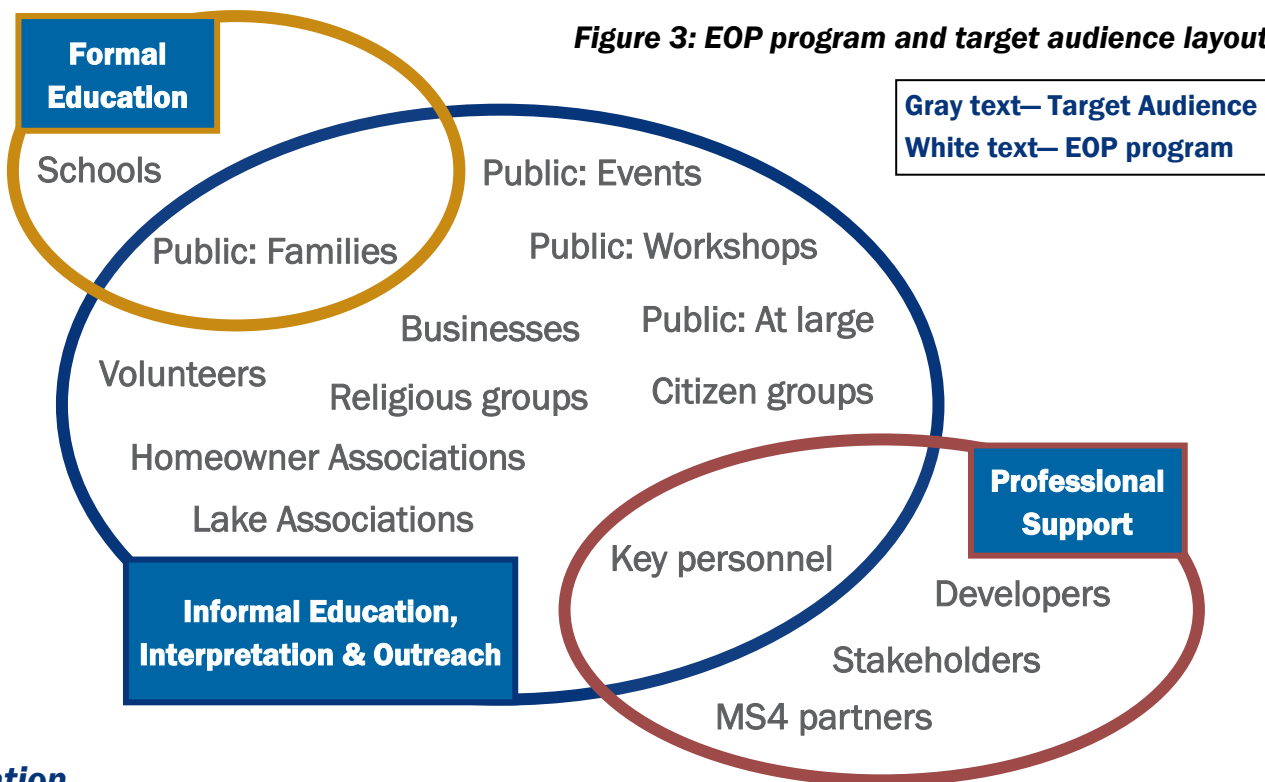 Figure 3: EOP program and target audience layout
Formal
Education
Gray text— Target Audience
White text— EOP program
Schools
Public: Events
Public: Families
Public: Workshops
Businesses
Public: At large
Volunteers
Religious groups
Citizen groups
Homeowner Associations
Lake Associations
Professional
Support
Key personnel
Developers
Informal Education,
Interpretation & Outreach
Stakeholders
MS4 partners